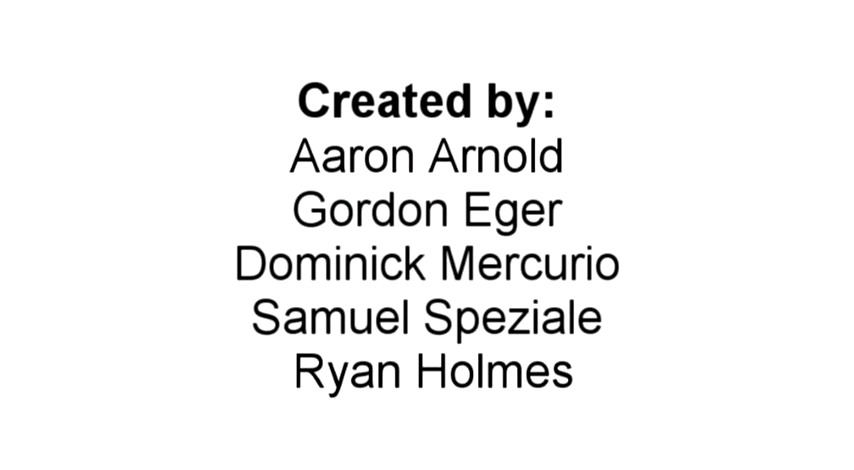 Created by:
Aaron Arnold
Gordon Eger
Dominick Mercurio
Samuel Speziale
Ryan Holmes